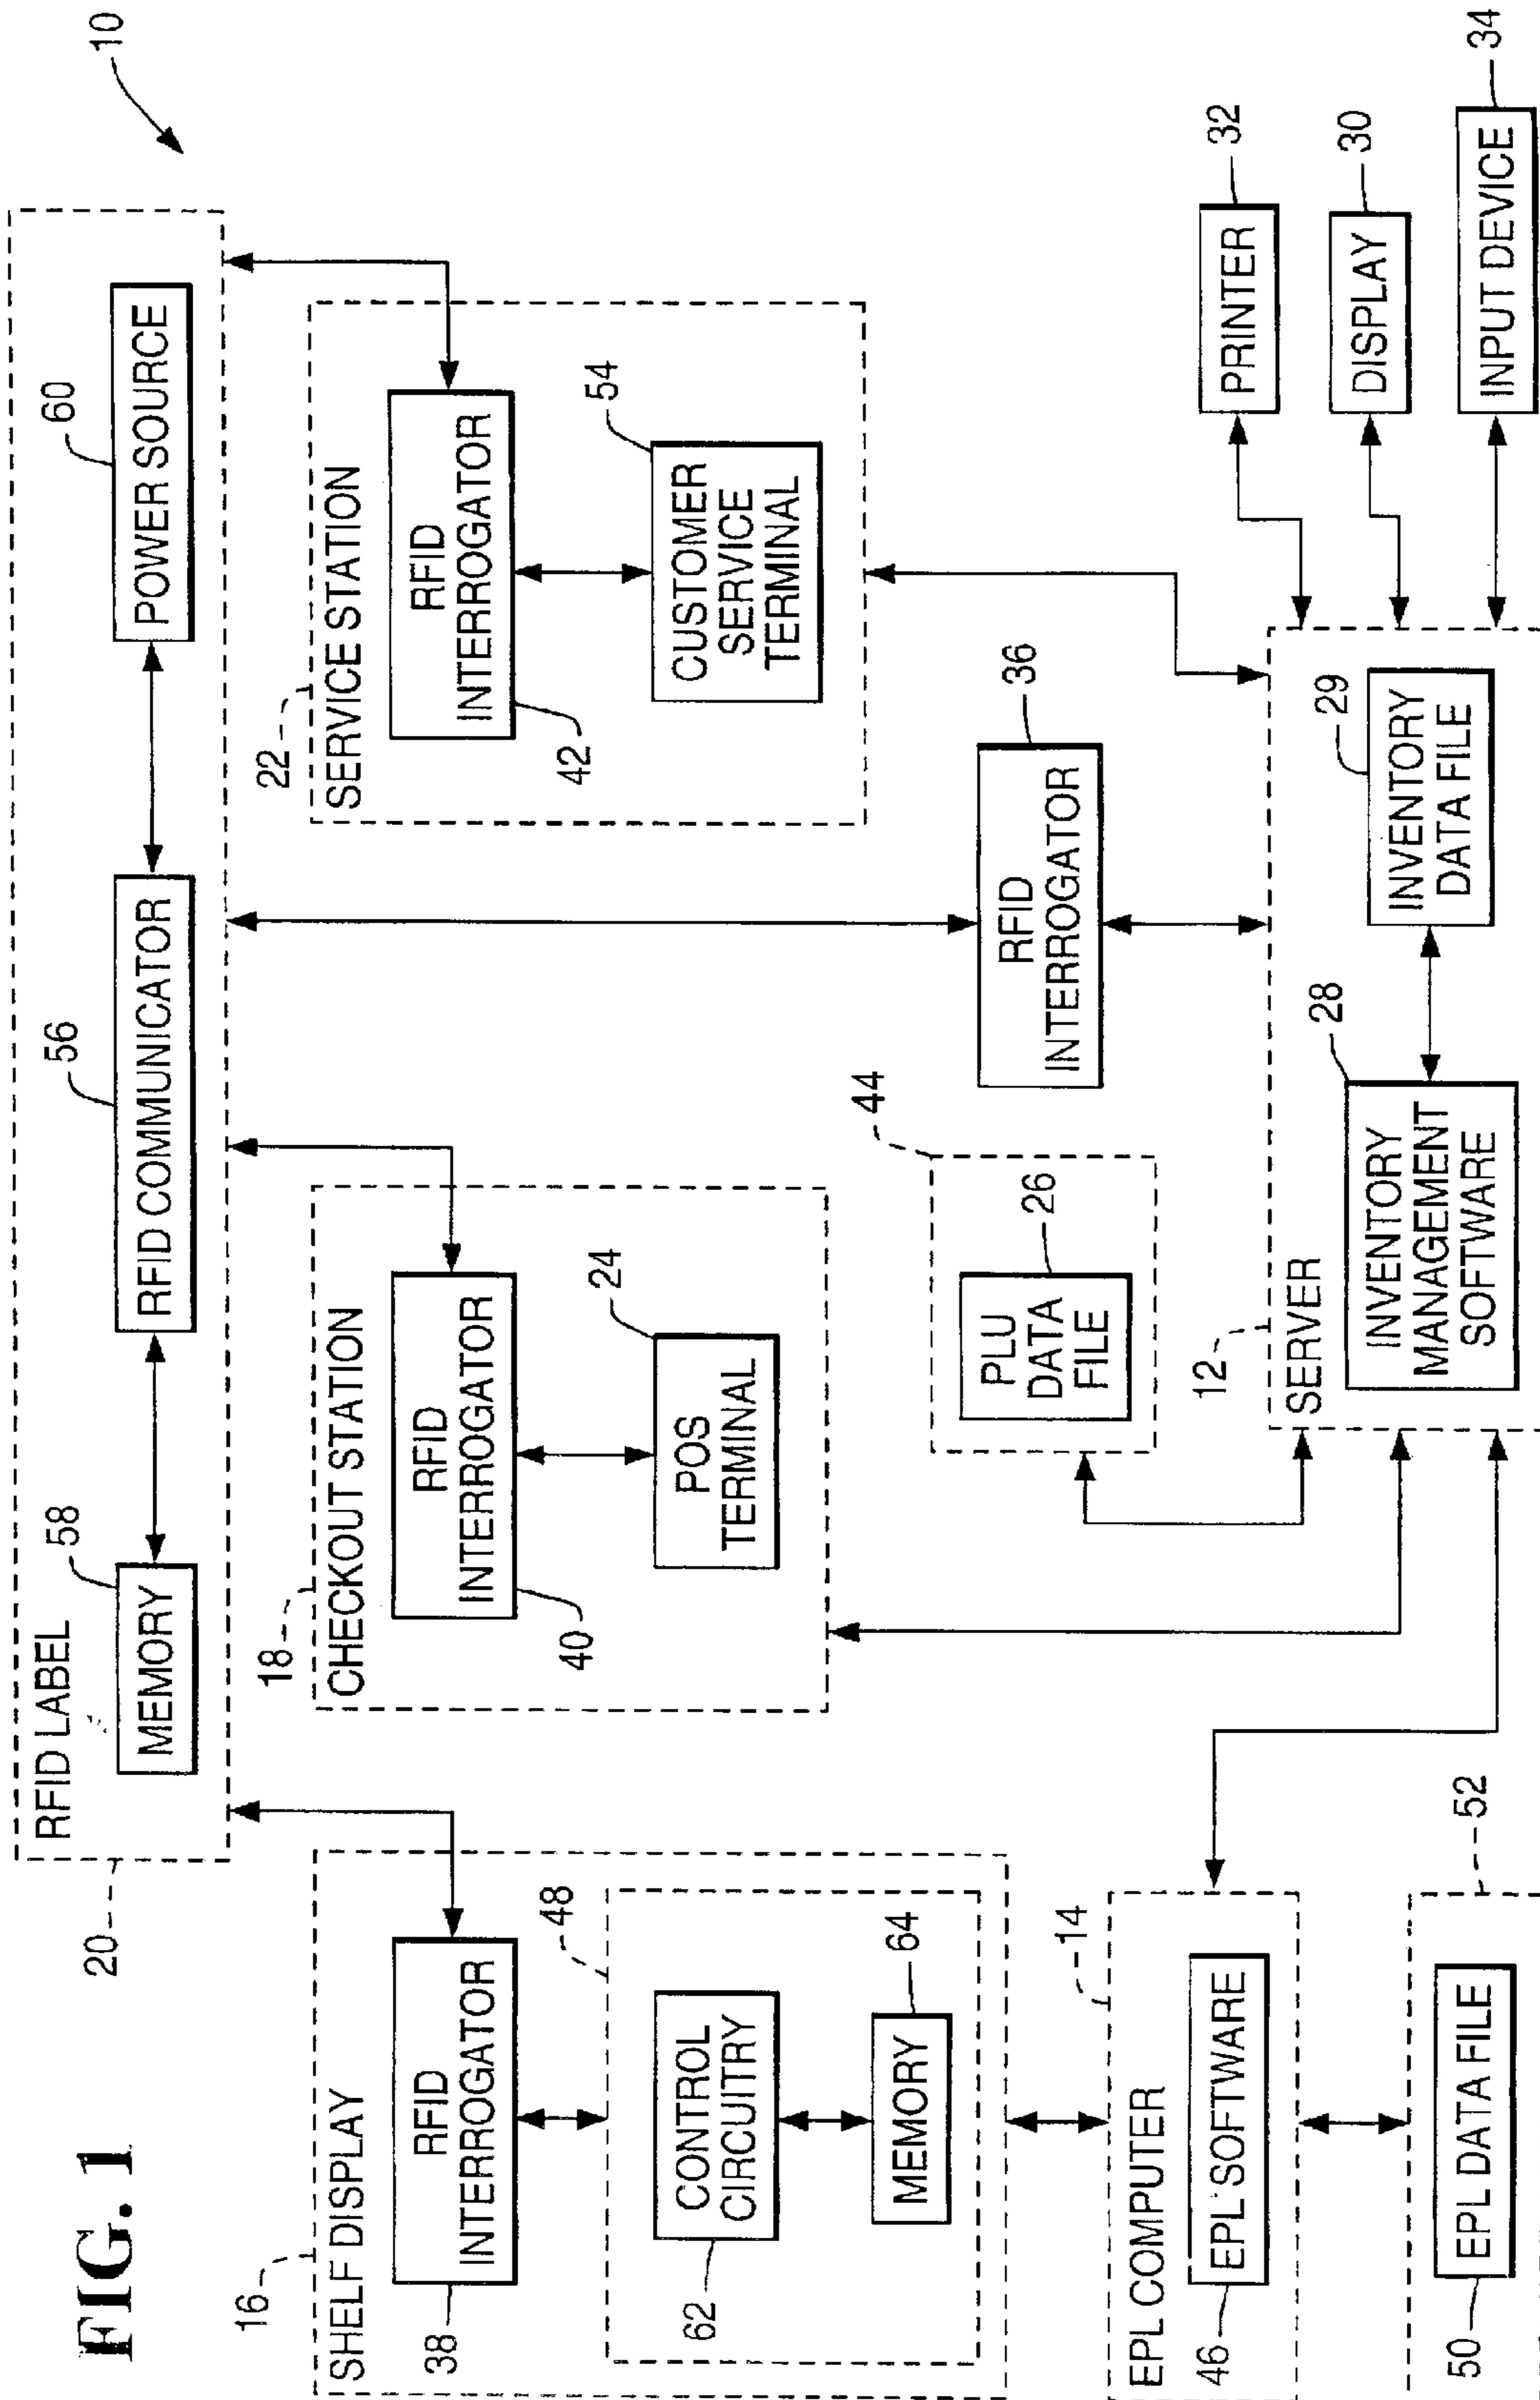 FIG. 1
10
20
RFID LABEL
58
MEMORY
56
RFID COMMUNICATOR
60
POWER SOURCE
16
SHELF DISPLAY
RFID
INTERROGATOR
38
48
CONTROL
CIRCUITRY
62
MEMORY
64
18
CHECKOUT STATION
RFID
INTERROGATOR
40
POS
TERMINAL
24
22
SERVICE STATION
RFID
INTERROGATOR
42
CUSTOMER
SERVICE
TERMINAL
54
44
PLU
DATA
FILE
26
RFID
INTERROGATOR
36
14
EPL COMPUTER
EPL SOFTWARE
46
52
EPL DATA FILE
50
12
SERVER
INVENTORY
MANAGEMENT
SOFTWARE
28
INVENTORY
DATA FILE
29
PRINTER
32
DISPLAY
30
INPUT DEVICE
34